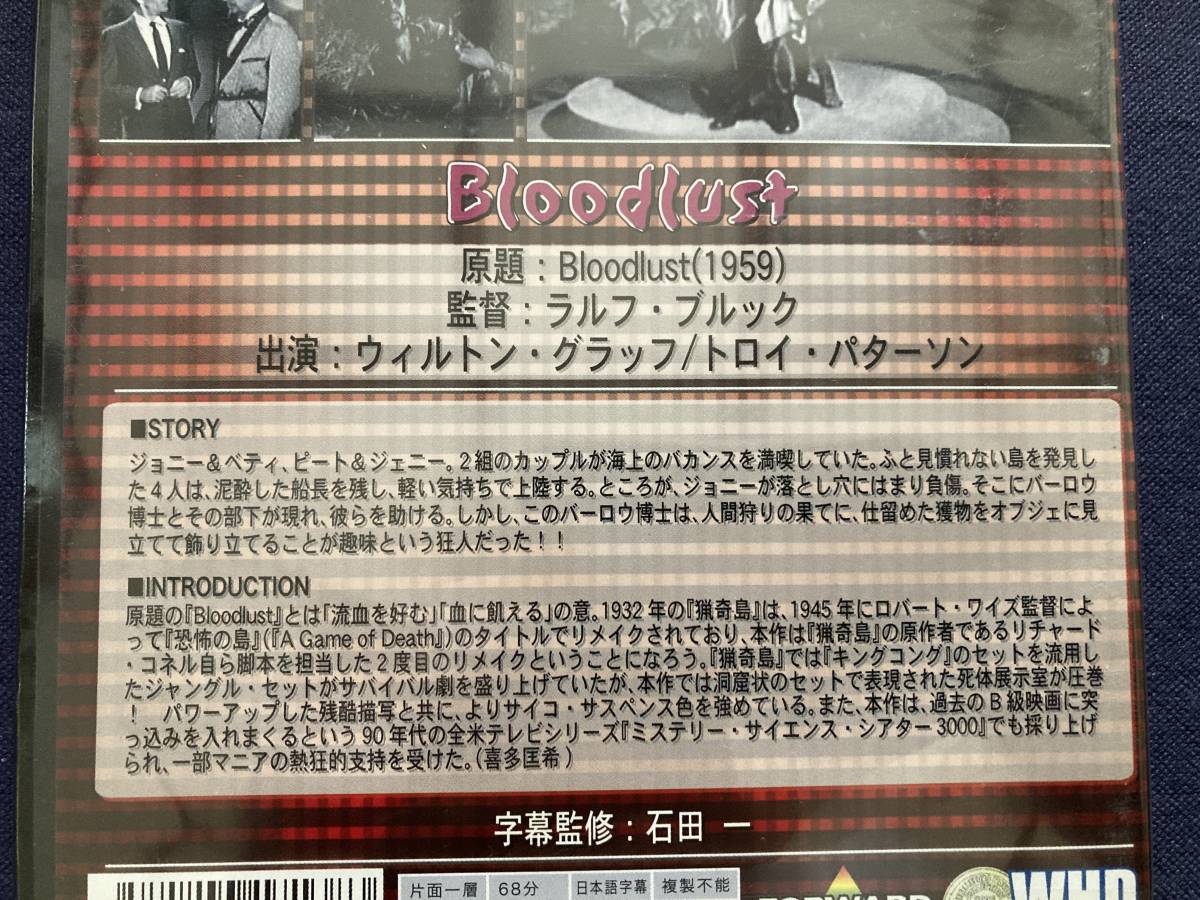 Bloodlust
原題：Bloodlust(1959)
監督：ラルフ・ブルック
出演：ウィルトン・グラッフ/トロイ・パターソン
■STORY
ジョニー＆ベティ、ピート＆ジェニー。2組のカップルが海上のバカンスを満喫していた。ふと見慣れない島を発見し
た4人は、泥酔した船長を残し、軽い気持ちで上陸する。ところが、ジョニーが落とし穴にはまり負傷。そこにバーロウ
博士とその部下が現れ、彼らを助ける。しかし、このバーロウ博士は、人間狩りの果てに、仕留めた獲物をオブジェに見
立てて飾り立てることが趣味という狂人だった！！
■INTRODUCTION
原題の『Bloodlust』とは「流血を好む」「血に飢える」の意。1932年の『猟奇島』は、1945年にロバート・ワイズ監督によ
って『恐怖の島』(『A Game of Death』)のタイトルでリメイクされており、本作は『猟奇島』の原作者であるリチャード
・コネル自ら脚本を担当した2度目のリメイクということになろう。『猟奇島』では『キングコング』のセットを流用し
たジャングル・セットがサバイバル劇を盛り上げていたが、本作では洞窟状のセットで表現された死体展示室が圧巻
！　パワーアップした残酷描写と共に、よりサイコ・サスペンス色を強めている。また、本作は、過去のB級映画に突
っ込みを入れまくるという90年代の全米テレビシリーズ『ミステリー・サイエンス・シアター3000』でも採り上げ
られ、一部マニアの熱狂的支持を受けた。(喜多匡希)
字幕監修：石田 一
片面一層 68分 日本語字幕 複製不能
FORWARD WHD